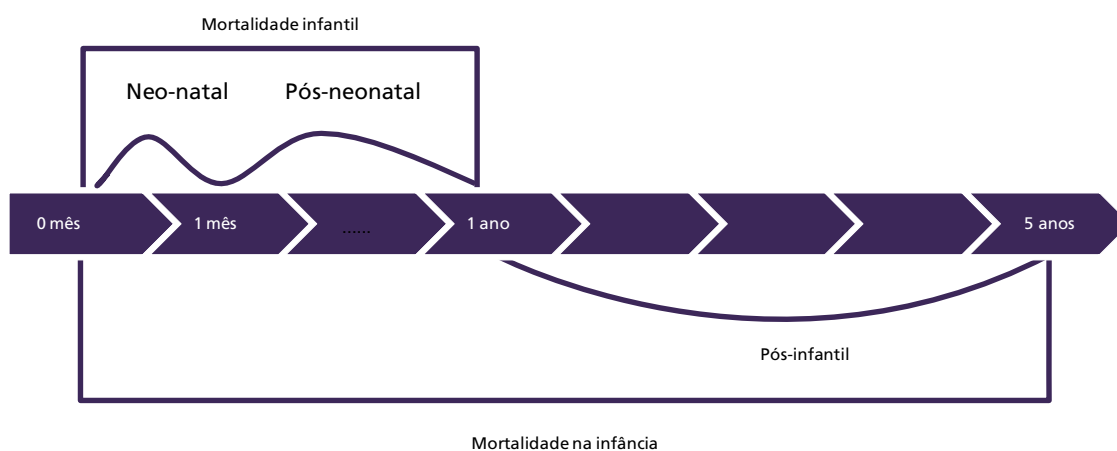 Mortalidade infantil
Neo-natal Pós-neonatal
0 mês 1 mês ...... 1 ano 5 anos
Pós-infantil
Mortalidade na infância